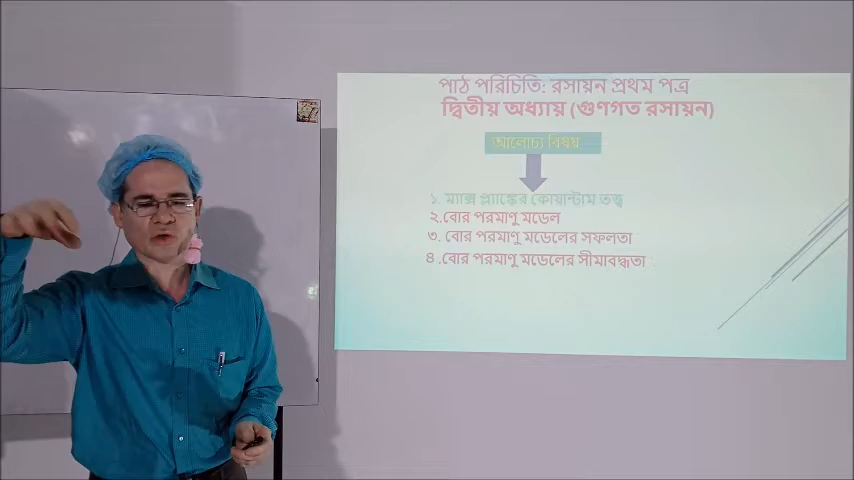 পাঠ পরিচিতি: রসায়ন প্রথম পত্র
দ্বিতীয় অধ্যায় (গুণগত রসায়ন)
আলোচ্য বিষয়
১. ম্যাক্স প্ল্যাঙ্কের কোয়ান্টাম তত্ত্ব
২.বোর পরমাণু মডেল
৩. বোর পরমাণু মডেলের সফলতা
৪.বোর পরমাণু মডেলের সীমাবদ্ধতা